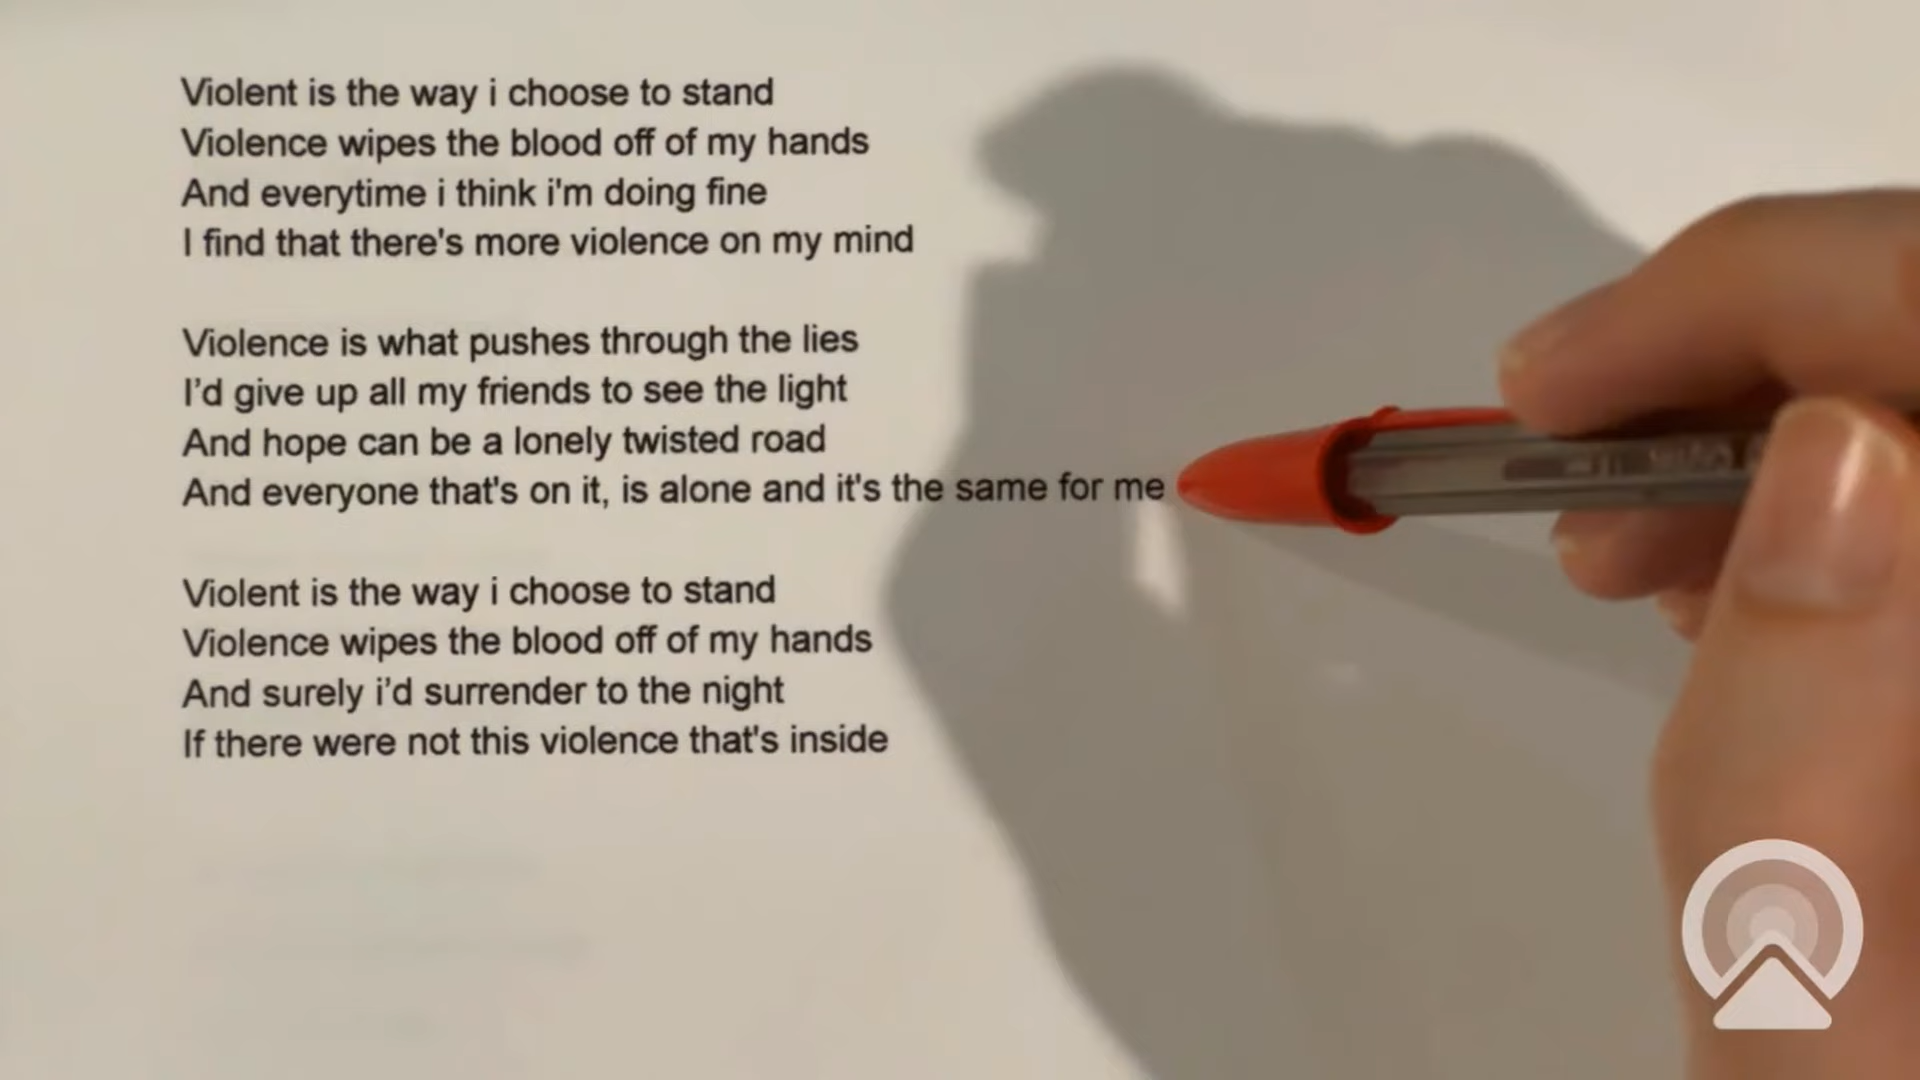 Violent is the way i choose to stand
Violence wipes the blood off of my hands
And everytime i think i'm doing fine
I find that there's more violence on my mind
Violence is what pushes through the lies
I’d give up all my friends to see the light
And hope can be a lonely twisted road
And everyone that's on it, is alone and it's the same for me
Violent is the way i choose to stand
Violence wipes the blood off of my hands
And surely i’d surrender to the night
If there were not this violence that's inside